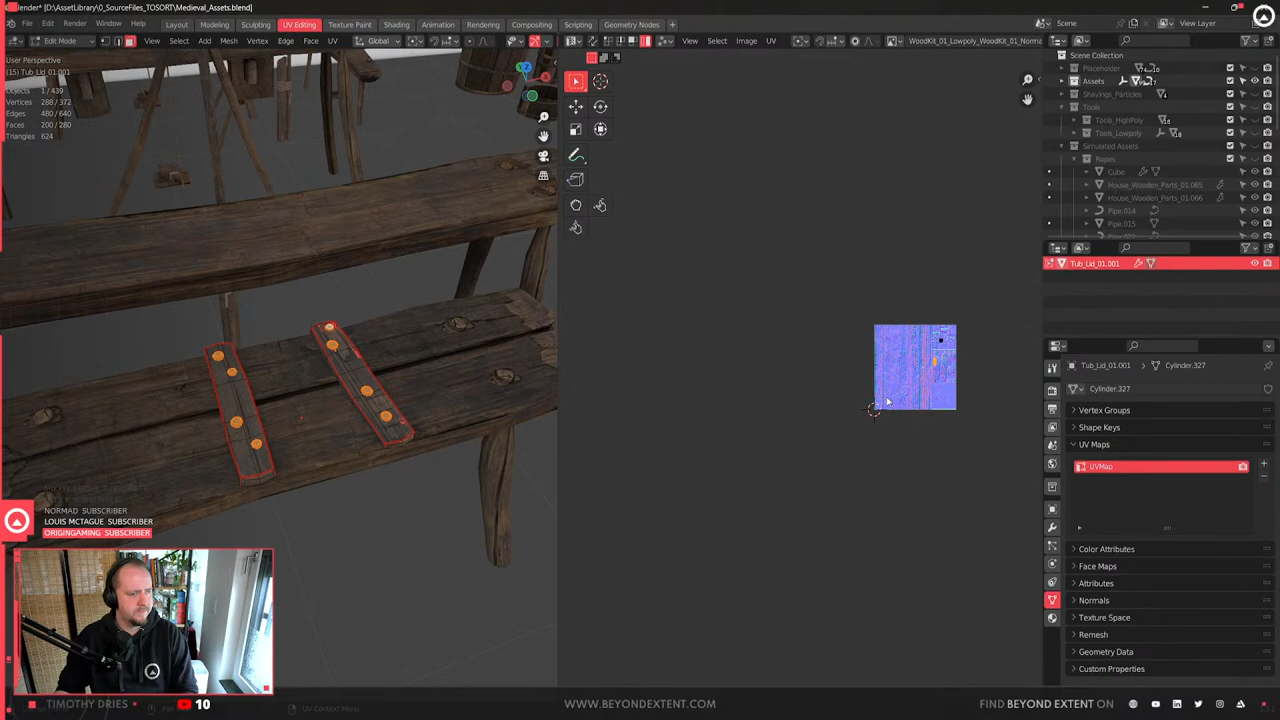 Blender* [D:\AssetLibrary\0_SourceFiles_TOSORT\Medieval_Assets.blend]
File Edit Render Window Help Layout Modeling Sculpting UV Editing Texture Paint Shading Animation Rendering Compositing Scripting Geometry Nodes + Scene View Layer
Edit Mode View Select Add Mesh Vertex Edge Face UV Global View Select Image UV WoodKit_01_Lowpoly_WoodKit_01_Norma
User Perspective
(15) Tub_Lid_01.001
Objects 1/439
Vertices 288/372
Edges 480/640
Faces 200/280
Triangles 624
Scene Collection
Placeholder
Assets
Shavings_Particles
Tools
Tools_HighPoly
Tools_Lowpoly
Simulated Assets
Ropes
Cube
House_Wooden_Parts_01.065
House_Wooden_Parts_01.066
Pipe.014
Pipe.015
Tub_Lid_01.001
Tub_Lid_01.001 > Cylinder.327
Cylinder.327
Vertex Groups
Shape Keys
UV Maps
UVMap
Color Attributes
Face Maps
Attributes
Normals
Texture Space
Remesh
Geometry Data
Custom Properties
NORMAD SUBSCRIBER
LOUIS MCTAGUE SUBSCRIBER
ORIGINGAMING SUBSCRIBER
UV Context Menu
TIMOTHY DRIES 10 WWW.BEYONDEXTENT.COM FIND BEYOND EXTENT ON